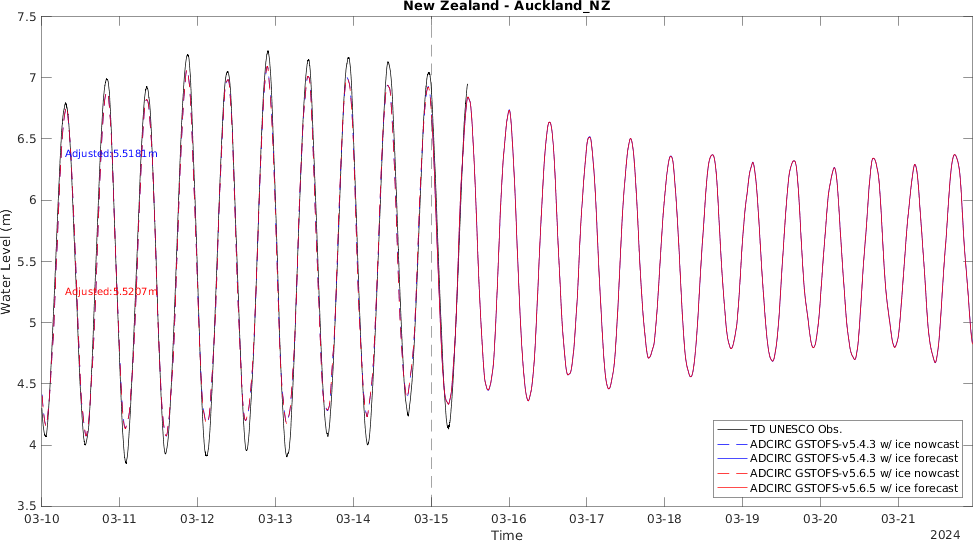 New Zealand - Auckland_NZ
7.5
7
6.5
6
5.5
5
4.5
4
3.5
Water Level (m)
Adjusted:5.5181m
Adjusted:5.5207m
TD UNESCO Obs.
ADCIRC GSTOFS-v5.4.3 w/ ice nowcast
ADCIRC GSTOFS-v5.4.3 w/ ice forecast
ADCIRC GSTOFS-v5.6.5 w/ ice nowcast
ADCIRC GSTOFS-v5.6.5 w/ ice forecast
03-10 03-11 03-12 03-13 03-14 03-15 03-16 03-17 03-18 03-19 03-20 03-21
Time
2024